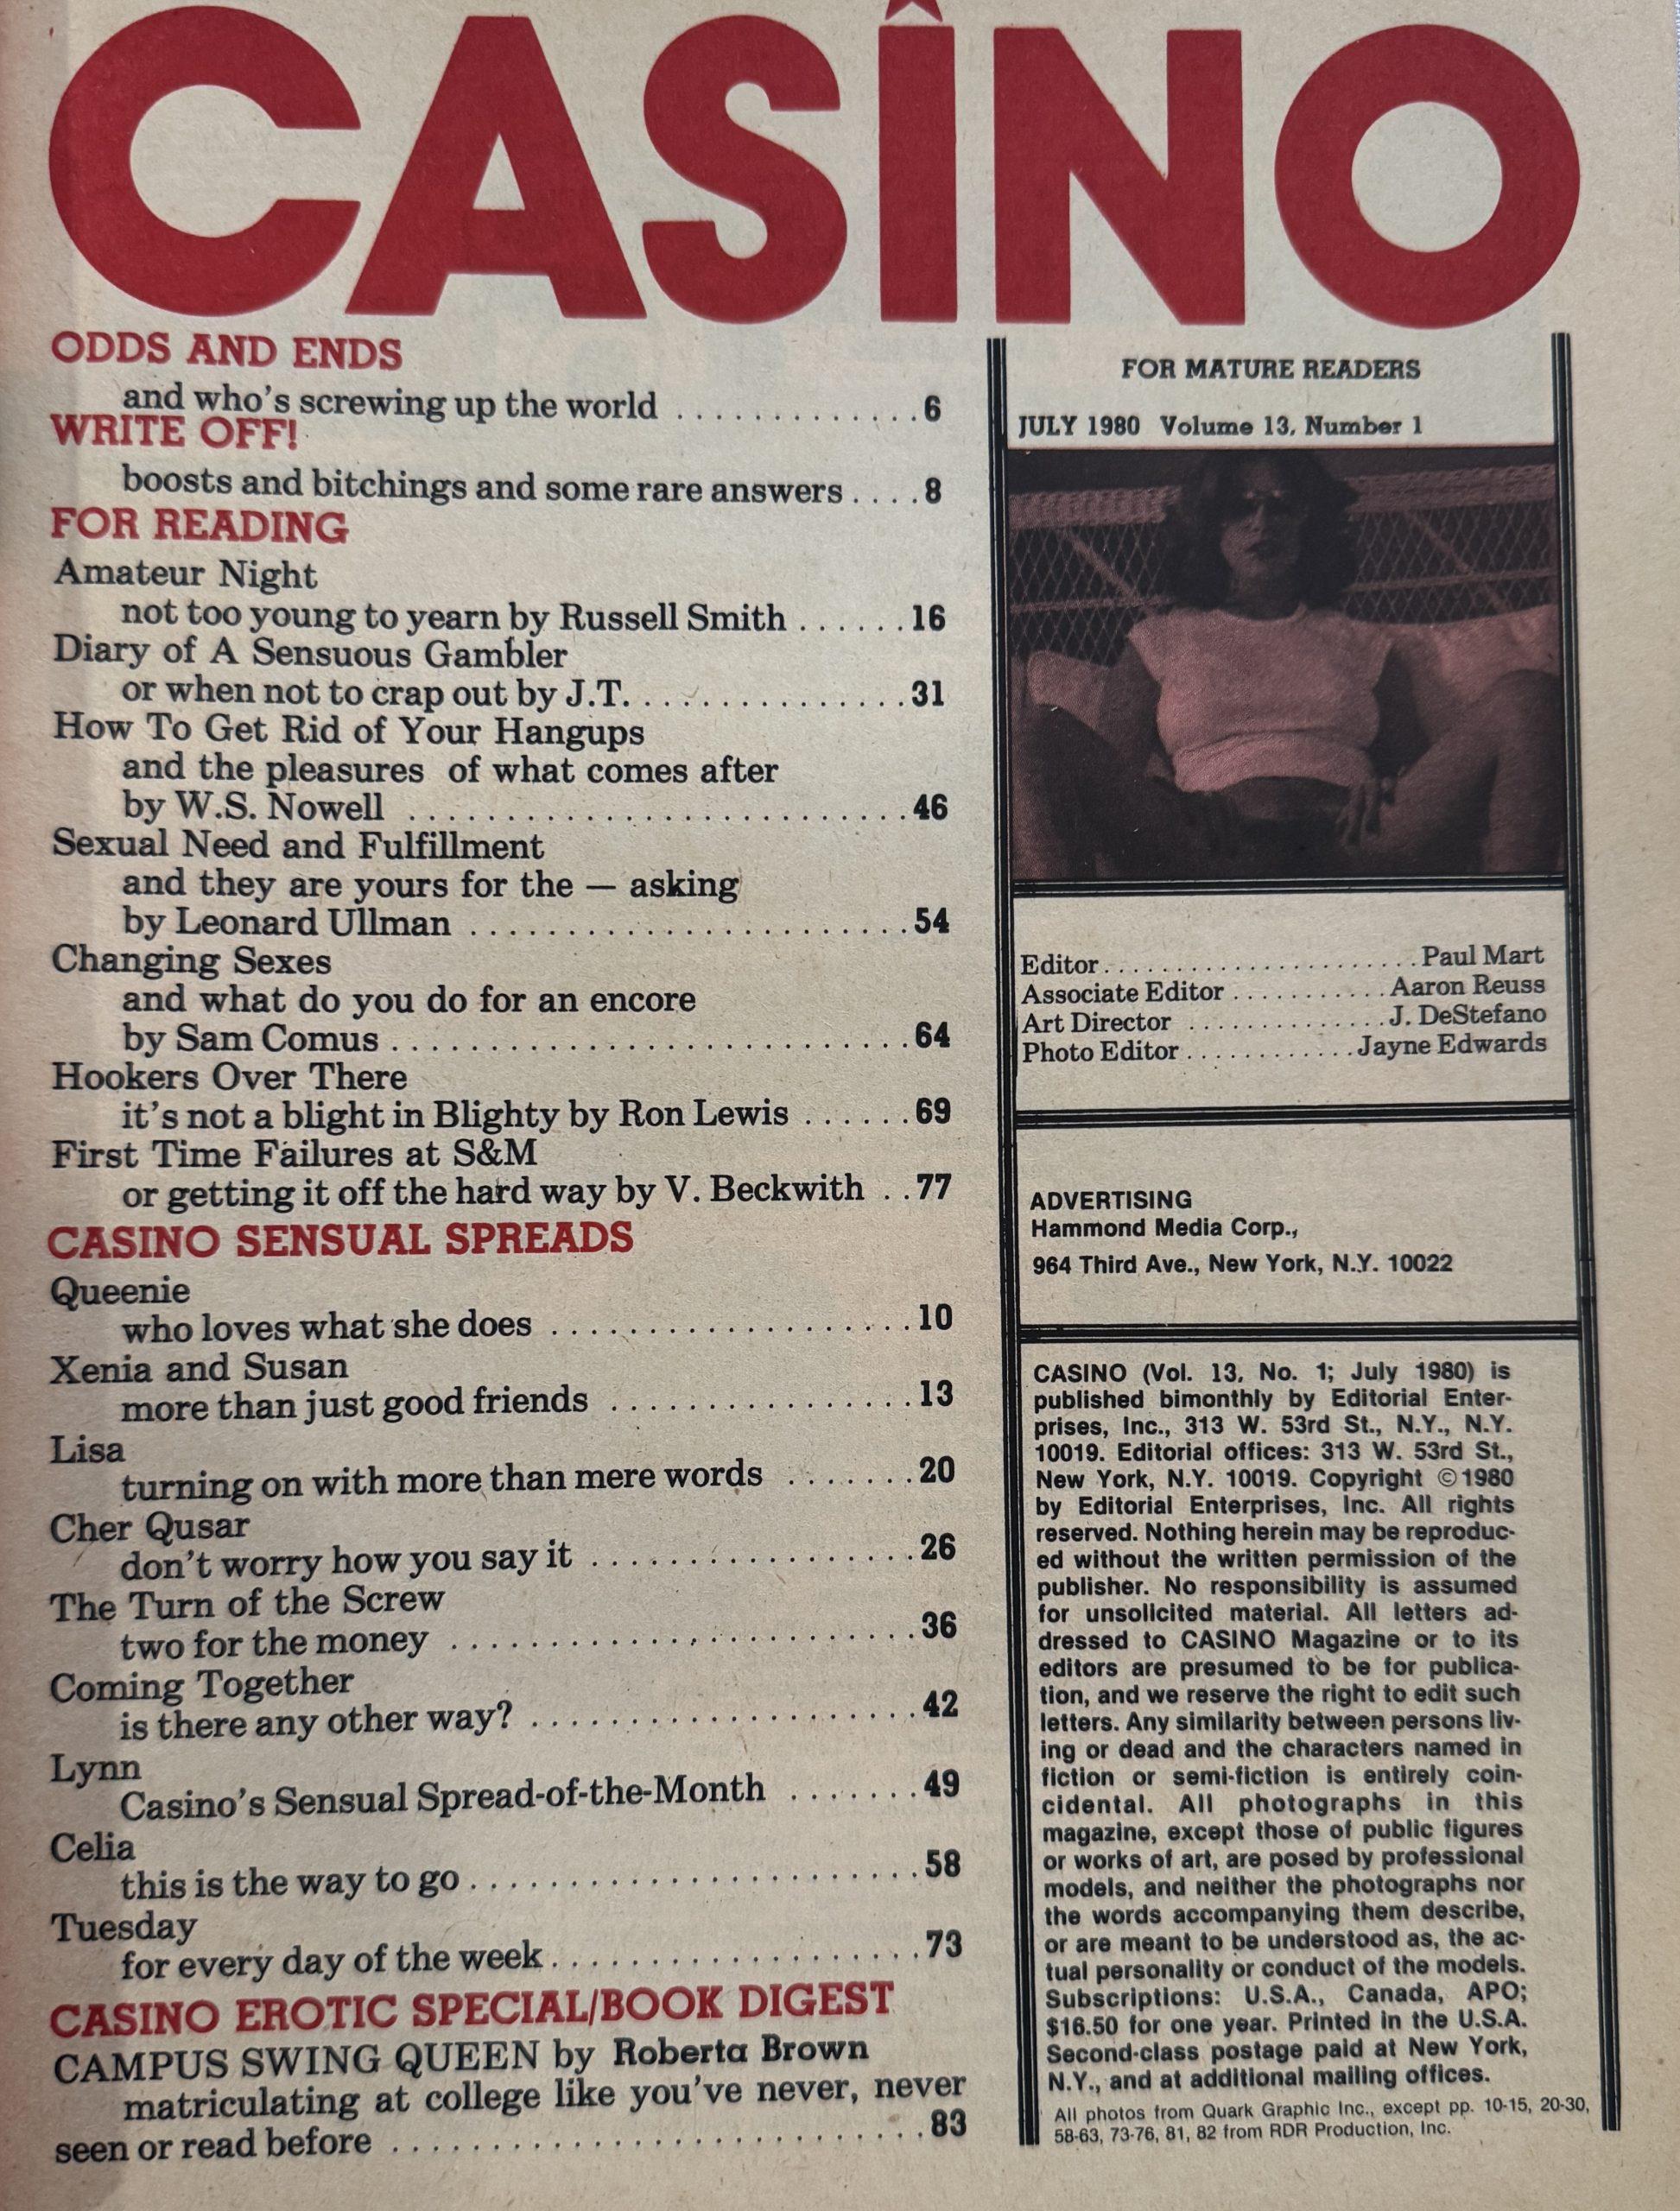 CASINO
ODDS AND ENDS
and who's screwing up the world . . . . . . . . . . . . . 6
WRITE OFF!
boosts and bitchings and some rare answers . . . . 8
FOR READING
Amateur Night
not too young to yearn by Russell Smith . . . . . . 16
Diary of A Sensuous Gambler
or when not to crap out by J.T. . . . . . . . . . . . . . . 31
How To Get Rid of Your Hangups
and the pleasures of what comes after
by W.S. Nowell . . . . . . . . . . . . . . . . . . . . . . . . . . 46
Sexual Need and Fulfillment
and they are yours for the — asking
by Leonard Ullman . . . . . . . . . . . . . . . . . . . . . . . 54
Changing Sexes
and what do you do for an encore
by Sam Comus . . . . . . . . . . . . . . . . . . . . . . . . . . . 64
Hookers Over There
it's not a blight in Blighty by Ron Lewis . . . . . . 69
First Time Failures at S&M
or getting it off the hard way by V. Beckwith . . 77
CASINO SENSUAL SPREADS
Queenie
who loves what she does . . . . . . . . . . . . . . . . . . . 10
Xenia and Susan
more than just good friends . . . . . . . . . . . . . . . . 13
Lisa
turning on with more than mere words . . . . . . . 20
Cher Qusar
don't worry how you say it . . . . . . . . . . . . . . . . . 26
The Turn of the Screw
two for the money . . . . . . . . . . . . . . . . . . . . . . . . 36
Coming Together
is there any other way? . . . . . . . . . . . . . . . . . . . . 42
Lynn
Casino's Sensual Spread-of-the-Month . . . . . . . 49
Celia
this is the way to go . . . . . . . . . . . . . . . . . . . . . . . 58
Tuesday
for every day of the week . . . . . . . . . . . . . . . . . . . 73
CASINO EROTIC SPECIAL/BOOK DIGEST
CAMPUS SWING QUEEN by Roberta Brown
matriculating at college like you've never, never
seen or read before . . . . . . . . . . . . . . . . . . . . . . . . . 83
FOR MATURE READERS
JULY 1980 Volume 13, Number 1
Editor . . . . . . . . . . . . . . . . . . . . . . Paul Mart
Associate Editor . . . . . . . . . . . Aaron Reuss
Art Director . . . . . . . . . . . . . . J. DeStefano
Photo Editor . . . . . . . . . . . . Jayne Edwards
ADVERTISING
Hammond Media Corp.,
964 Third Ave., New York, N.Y. 10022
CASINO (Vol. 13, No. 1; July 1980) is
published bimonthly by Editorial Enter-
prises, Inc., 313 W. 53rd St., N.Y., N.Y.
10019. Editorial offices: 313 W. 53rd St.,
New York, N.Y. 10019. Copyright ©1980
by Editorial Enterprises, Inc. All rights
reserved. Nothing herein may be reproduc-
ed without the written permission of the
publisher. No responsibility is assumed
for unsolicited material. All letters ad-
dressed to CASINO Magazine or to its
editors are presumed to be for publica-
tion, and we reserve the right to edit such
letters. Any similarity between persons liv-
ing or dead and the characters named in
fiction or semi-fiction is entirely coin-
cidental. All photographs in this
magazine, except those of public figures
or works of art, are posed by professional
models, and neither the photographs nor
the words accompanying them describe,
or are meant to be understood as, the ac-
tual personality or conduct of the models.
Subscriptions: U.S.A., Canada, APO;
$16.50 for one year. Printed in the U.S.A.
Second-class postage paid at New York,
N.Y., and at additional mailing offices.
All photos from Quark Graphic Inc., except pp. 10-15, 20-30,
58-63, 73-76, 81, 82 from RDR Production, Inc.